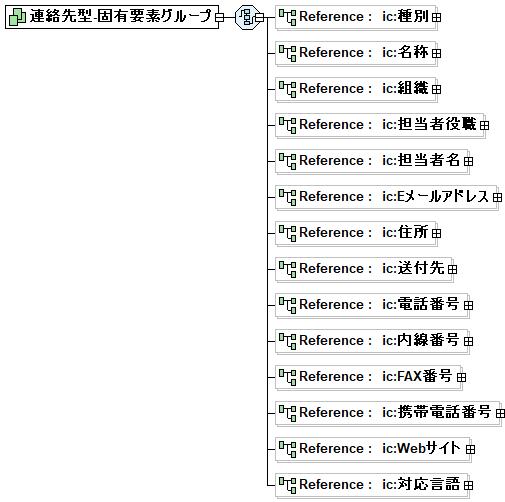 連絡先型-固有要素グループ
Reference : ic:種別
Reference : ic:名称
Reference : ic:組織
Reference : ic:担当者役職
Reference : ic:担当者名
Reference : ic:Eメールアドレス
Reference : ic:住所
Reference : ic:送付先
Reference : ic:電話番号
Reference : ic:内線番号
Reference : ic:FAX番号
Reference : ic:携帯電話番号
Reference : ic:Webサイト
Reference : ic:対応言語